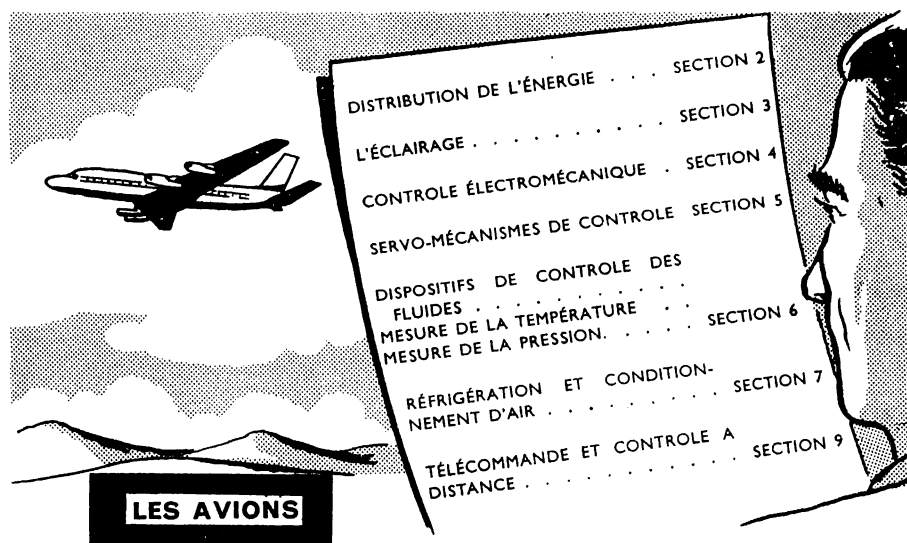 DISTRIBUTION DE L'ÉNERGIE . . . SECTION 2
L'ÉCLAIRAGE . . . . . . . . . . SECTION 3
CONTROLE ÉLECTROMÉCANIQUE . SECTION 4
SERVO-MÉCANISMES DE CONTROLE SECTION 5
DISPOSITIFS DE CONTROLE DES
FLUIDES . . . . . . . . . . .
MESURE DE LA TEMPÉRATURE . .
MESURE DE LA PRESSION. . . . . SECTION 6
RÉFRIGÉRATION ET CONDITION-
NEMENT D'AIR . . . . . . . . SECTION 7
TÉLÉCOMMANDE ET CONTROLE A
DISTANCE . . . . . . . . . . . SECTION 9
LES AVIONS